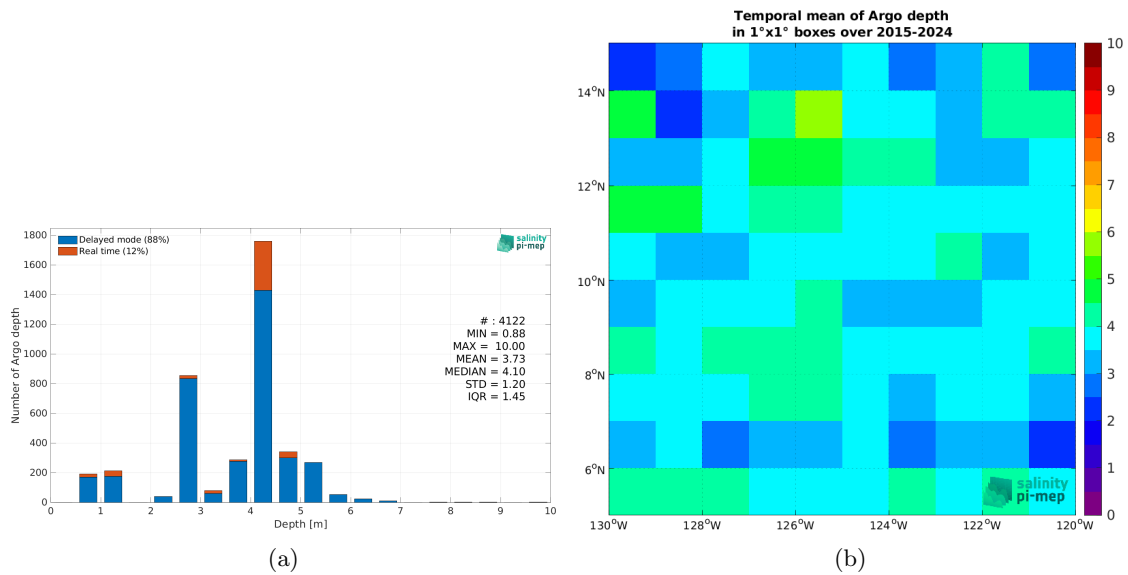 Delayed mode (88%)
Real time (12%)
salinity
pi-mep
Number of Argo depth
1800
1600
1400
1200
1000
800
600
400
200
0
# : 4122
MIN = 0.88
MAX = 10.00
MEAN = 3.73
MEDIAN = 4.10
STD = 1.20
IQR = 1.45
0 1 2 3 4 5 6 7 8 9 10
Depth [m]
(a)
Temporal mean of Argo depth
in 1°x1° boxes over 2015-2024
14°N
12°N
10°N
8°N
6°N
130°W 128°W 126°W 124°W 122°W 120°W
salinity
pi-mep
10
9
8
7
6
5
4
3
2
1
0
(b)